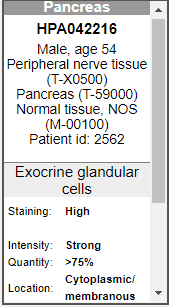 Pancreas
HPA042216
Male, age 54
Peripheral nerve tissue
(T-X0500)
Pancreas (T-59000)
Normal tissue, NOS
(M-00100)
Patient id: 2562
Exocrine glandular
cells
Staining: High
Intensity: Strong
Quantity: >75%
Location: Cytoplasmic/
membranous